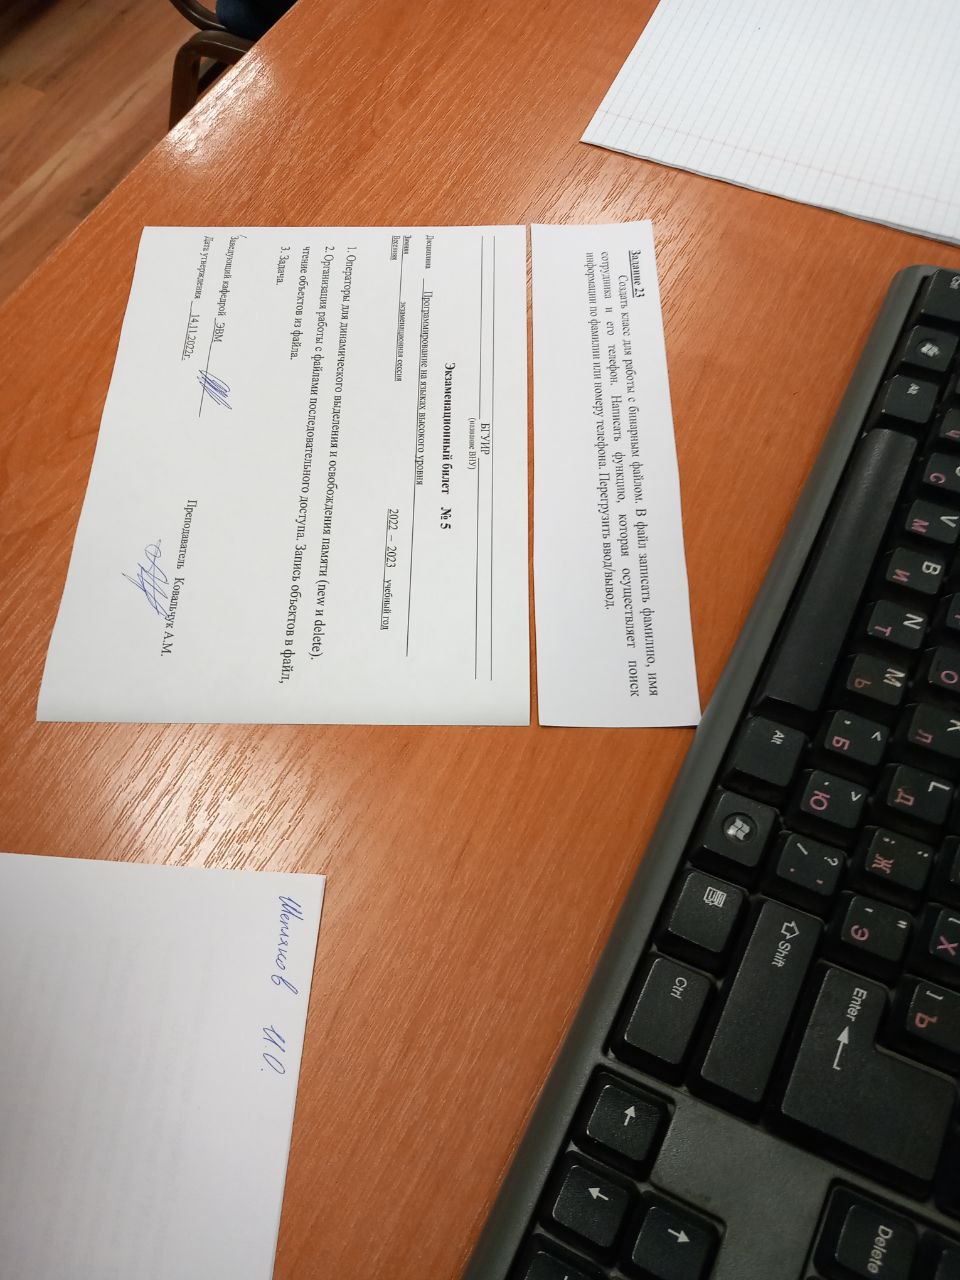 Задание 23
Создать класс для работы с бинарным файлом. В файл записать фамилию, имя
сотрудника и его телефон. Написать функцию, которая осуществляет поиск
информации по фамилии или номеру телефона. Перегрузить ввод/вывод.
БГУИР
(название ВНУ)
Экзаменационный билет № 5
Дисциплина Программирование на языках высокого уровня
Зимняя
Весенняя экзаменационная сессия 2022 – 2023 учебный год
1. Операторы для динамического выделения и освобождения памяти (new и delete).
2. Организация работы с файлами последовательного доступа. Запись объектов в файл,
чтение объектов из файла.
3. Задача.
Заведующий кафедрой ЭВМ
Преподаватель Ковальчук А.М.
Дата утверждения 14.11.2022г.
И.О.
Alt
C С
V М
B И
N Т
M Ь
< , Б
> . Ю
? / . ,
Alt
Л
L Д
: ; Ж
" ' Э
Х
] Ъ
Shift
Ctrl
Enter
Delete